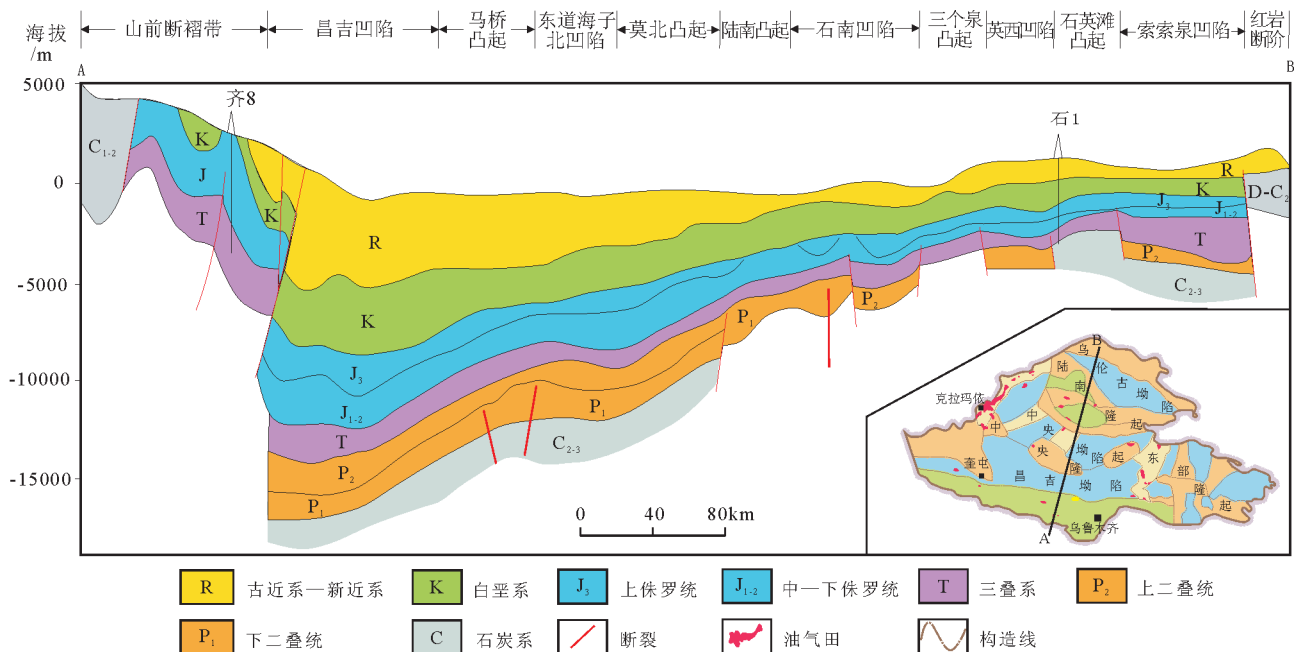 海拔
/m
山前断褶带
昌吉凹陷
马桥
凸起
东道海子
北凹陷
莫北凸起
陆南凸起
石南凹陷
三个泉
凸起
英西凹陷
石英滩
凸起
索索泉凹陷
红岩
断阶
A
B
5000
0
-5000
-10000
-15000
齐8
石1
C₁₋₂
K
J
T
K
R
K
J₃
J₁₋₂
T
P₂
P₁
P₁
C₂₋₃
P₁
P₂
R
K
J₃
J₁₋₂
T
P₂
C₂₋₃
D-C₂
0 40 80km
B
乌
伦
古
坳
陷
陆
南
隆
起
克拉玛依
中
央
坳
陷
中
央
隆
起
奎屯
昌
吉
坳
陷
东
部
隆
起
乌鲁木齐
A
R 古近系—新近系
K 白垩系
J₃ 上侏罗统
J₁₋₂ 中—下侏罗统
T 三叠系
P₂ 上二叠统
P₁ 下二叠统
C 石炭系
断裂
油气田
构造线